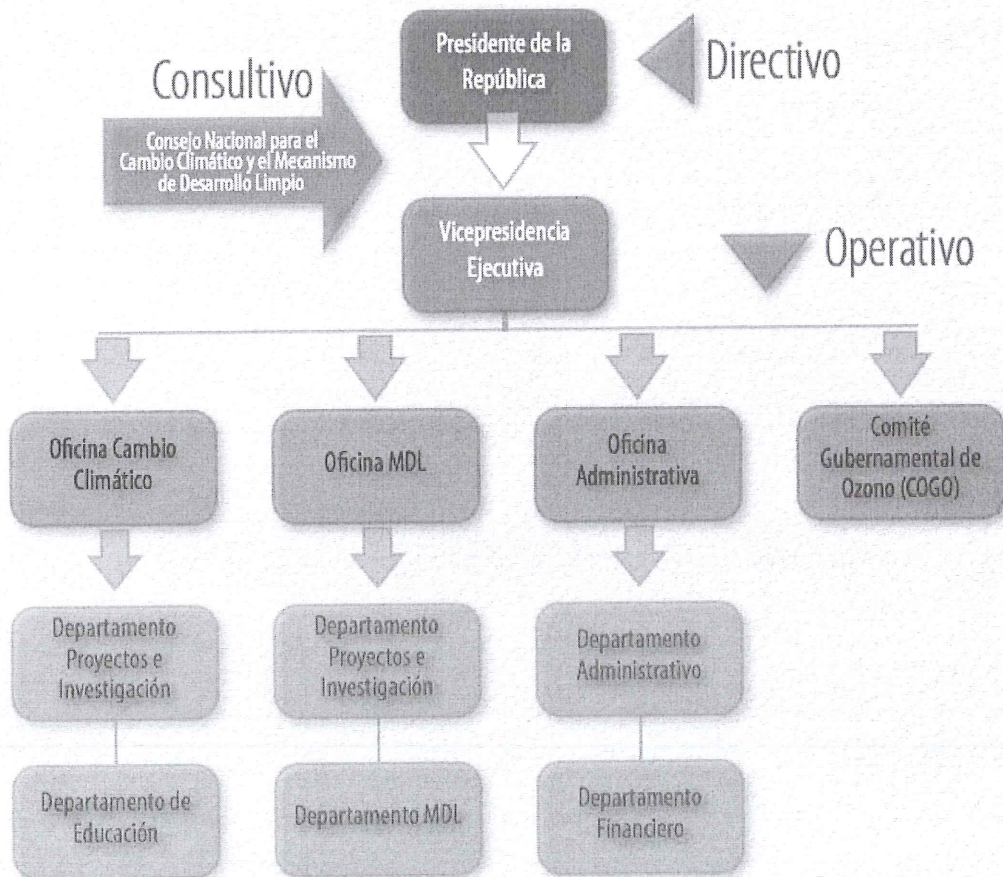 Presidente de la
República
Directivo
Consultivo
Consejo Nacional para el
Cambio Climático y el Mecanismo
de Desarrollo Limpio
Vicepresidencia
Ejecutiva
Operativo
Oficina Cambio
Climático
Oficina MDL
Oficina
Administrativa
Comité
Gubernamental de
Ozono (COGO)
Departamento
Proyectos e
Investigación
Departamento
Proyectos e
Investigación
Departamento
Administrativo
Departamento de
Educación
Departamento MDL
Departamento
Financiero